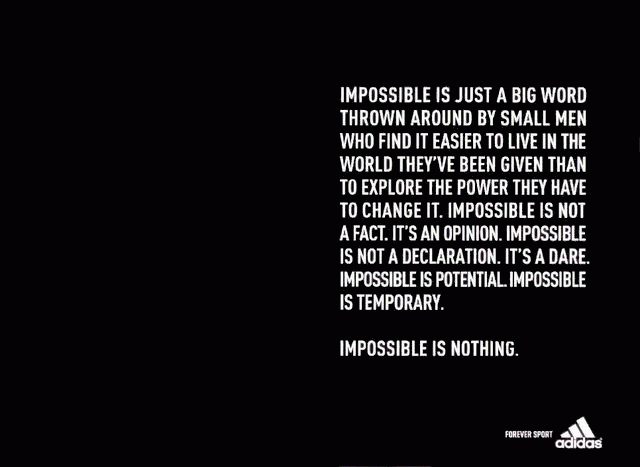 IMPOSSIBLE IS JUST A BIG WORD
THROWN AROUND BY SMALL MEN
WHO FIND IT EASIER TO LIVE IN THE
WORLD THEY'VE BEEN GIVEN THAN
TO EXPLORE THE POWER THEY HAVE
TO CHANGE IT. IMPOSSIBLE IS NOT
A FACT. IT'S AN OPINION. IMPOSSIBLE
IS NOT A DECLARATION. IT'S A DARE.
IMPOSSIBLE IS POTENTIAL. IMPOSSIBLE
IS TEMPORARY.
IMPOSSIBLE IS NOTHING.
FOREVER SPORT
adidas